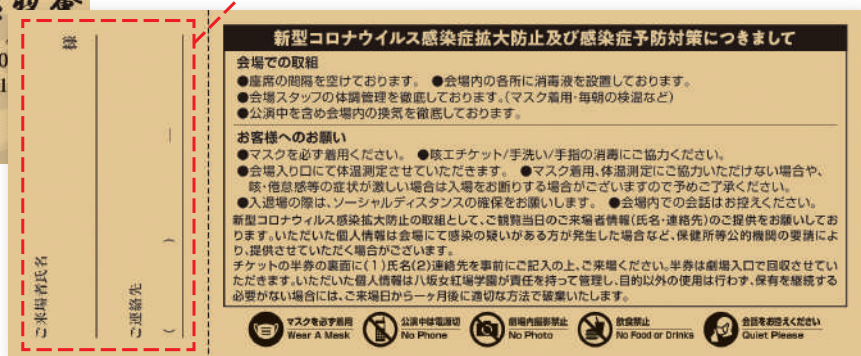 様
ご来場者氏名
ご連絡先
(　　　)　　　―
新型コロナウイルス感染症拡大防止及び感染症予防対策につきまして
会場での取組
●座席の間隔を空けております。 ●会場内の各所に消毒液を設置しております。
●会場スタッフの体調管理を徹底しております。(マスク着用・毎朝の検温など)
●公演中を含め会場内の換気を徹底しております。
お客様へのお願い
●マスクを必ず着用ください。 ●咳エチケット/手洗い/手指の消毒にご協力ください。
●会場入り口にて体温測定させていただきます。 ●マスク着用、体温測定にご協力いただけない場合や、
咳・倦怠感等の症状が激しい場合は入場をお断りする場合がございますので予めご了承ください。
●入退場の際は、ソーシャルディスタンスの確保をお願いします。 ●会場内での会話はお控えください。
新型コロナウイルス感染拡大防止の取組として、ご観覧当日のご来場者情報(氏名・連絡先)のご提供をお願いしてお
ります。いただいた個人情報は会場にて感染の疑いがある方が発生した場合など、保健所等公的機関の要請によ
り、提供させていただく場合がございます。
チケットの半券の裏面に(1)氏名(2)連絡先を事前にご記入の上、ご来場ください。半券は劇場入口で回収させてい
ただきます。いただいた個人情報は八坂女紅場学園が責任を持って管理し、目的以外の使用は行わず、保有を継続する
必要がない場合には、ご来場日から一ヶ月後に適切な方法で破棄いたします。
マスクを必ず着用
Wear A Mask
公演中は電源切
No Phone
劇場内撮影禁止
No Photo
飲食禁止
No Food or Drinks
会話をお控えください
Quiet Please